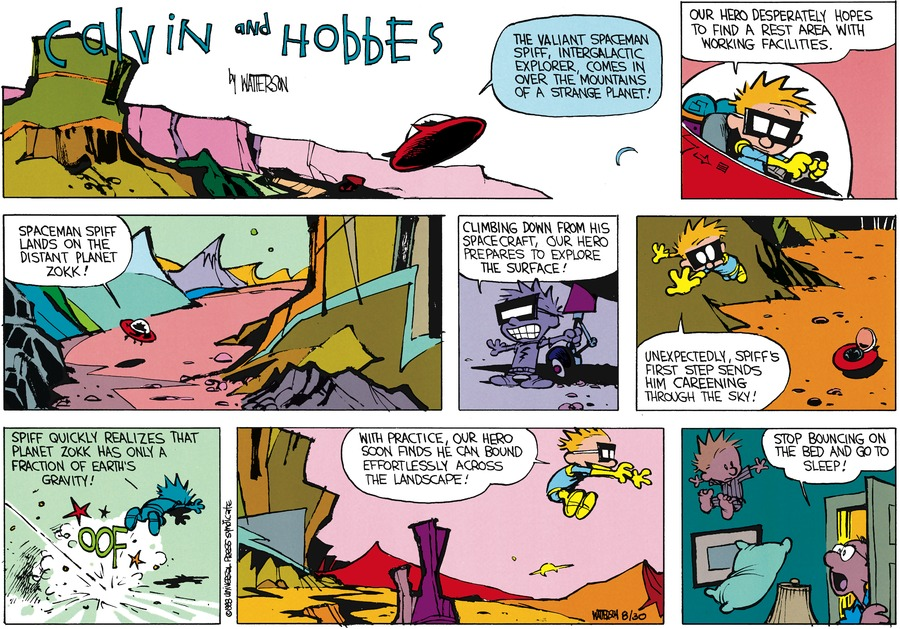 CALVIN AND HOBBES
by WATTERSON
THE VALIANT SPACEMAN
SPIFF, INTERGALACTIC
EXPLORER, COMES IN
OVER THE MOUNTAINS
OF A STRANGE PLANET!
OUR HERO DESPERATELY HOPES
TO FIND A REST AREA WITH
WORKING FACILITIES.
SPACEMAN SPIFF
LANDS ON THE
DISTANT PLANET
ZOKK!
CLIMBING DOWN FROM HIS
SPACECRAFT, OUR HERO
PREPARES TO EXPLORE
THE SURFACE!
UNEXPECTEDLY, SPIFF'S
FIRST STEP SENDS
HIM CAREENING
THROUGH THE SKY!
SPIFF QUICKLY REALIZES THAT
PLANET ZOKK HAS ONLY A
FRACTION OF EARTH'S
GRAVITY!
OOF
©1988 Universal Press Syndicate
WITH PRACTICE, OUR HERO
SOON FINDS HE CAN BOUND
EFFORTLESSLY ACROSS
THE LANDSCAPE!
WATTERSON 8/30
STOP BOUNCING ON
THE BED AND GO TO
SLEEP!